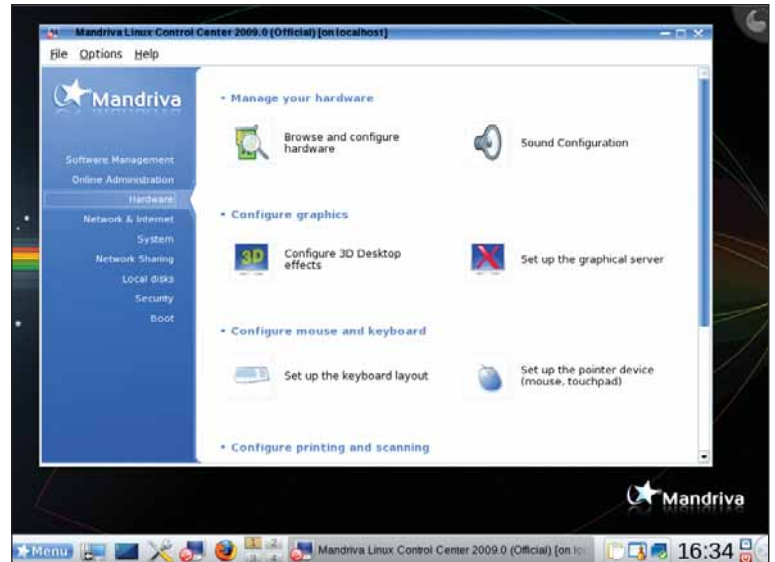 Mandriva Linux Control Center 2009.0 (Official) [on localhost]
File Options Help
Mandriva
Software Management
Online Administration
Hardware
Network & Internet
System
Network Sharing
Local disks
Security
Boot
• Manage your hardware
Browse and configure
hardware
Sound Configuration
• Configure graphics
3D
Configure 3D Desktop
effects
X
Set up the graphical server
• Configure mouse and keyboard
Set up the keyboard layout
Set up the pointer device
(mouse, touchpad)
• Configure printing and scanning
Mandriva
Menu
1 2
3 4
Mandriva Linux Control Center 2009.0 (Official) [on lo
16:34